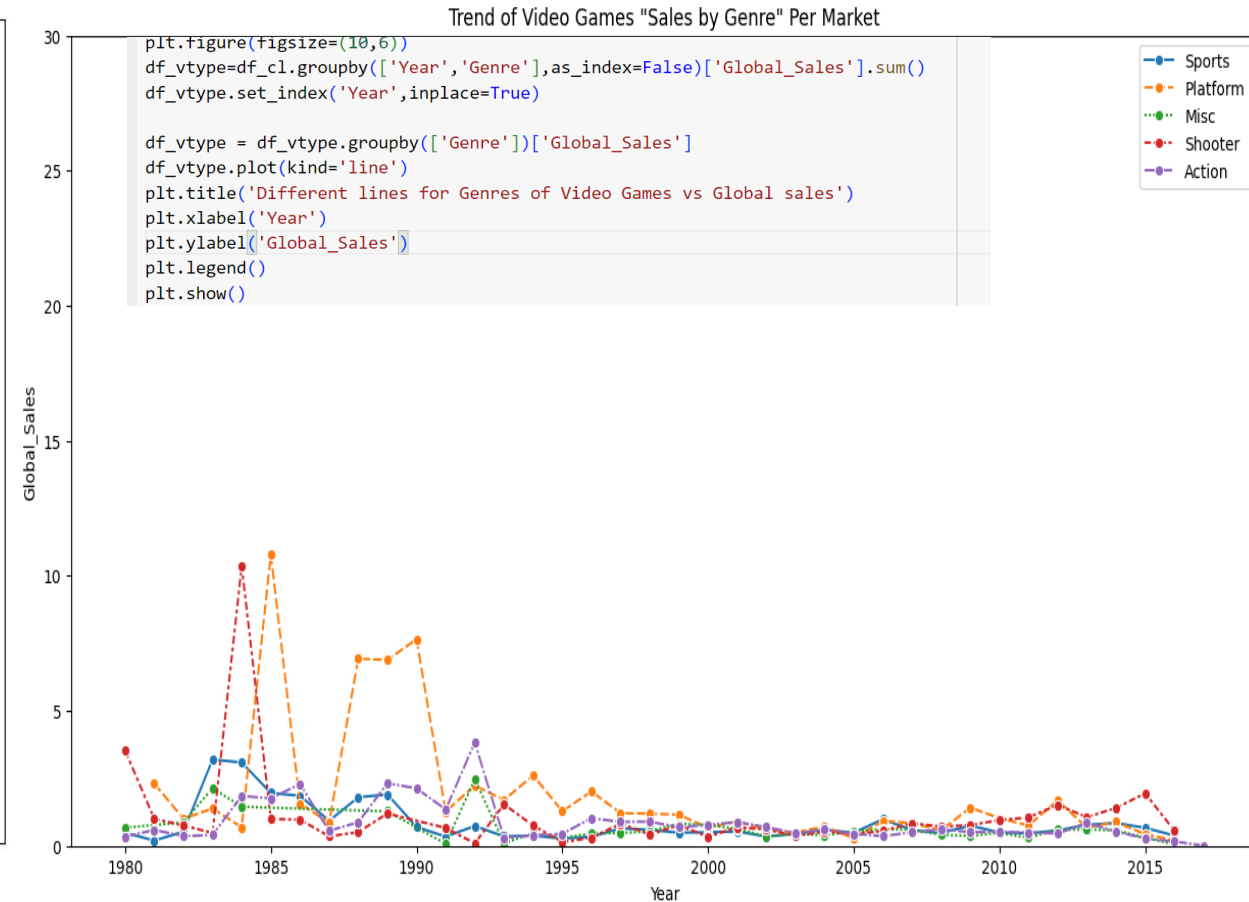 Trend of Video Games "Sales by Genre" Per Market
30
plt.figure(figsize=(10,6))
df_vtype=df_cl.groupby(['Year','Genre'],as_index=False)['Global_Sales'].sum()
df_vtype.set_index('Year',inplace=True)
df_vtype = df_vtype.groupby(['Genre'])['Global_Sales']
df_vtype.plot(kind='line')
plt.title('Different lines for Genres of Video Games vs Global sales')
plt.xlabel('Year')
plt.ylabel('Global_Sales')
plt.legend()
plt.show()
Sports
Platform
Misc
Shooter
Action
25
20
15
10
5
0
Global_Sales
1980 1985 1990 1995 2000 2005 2010 2015
Year